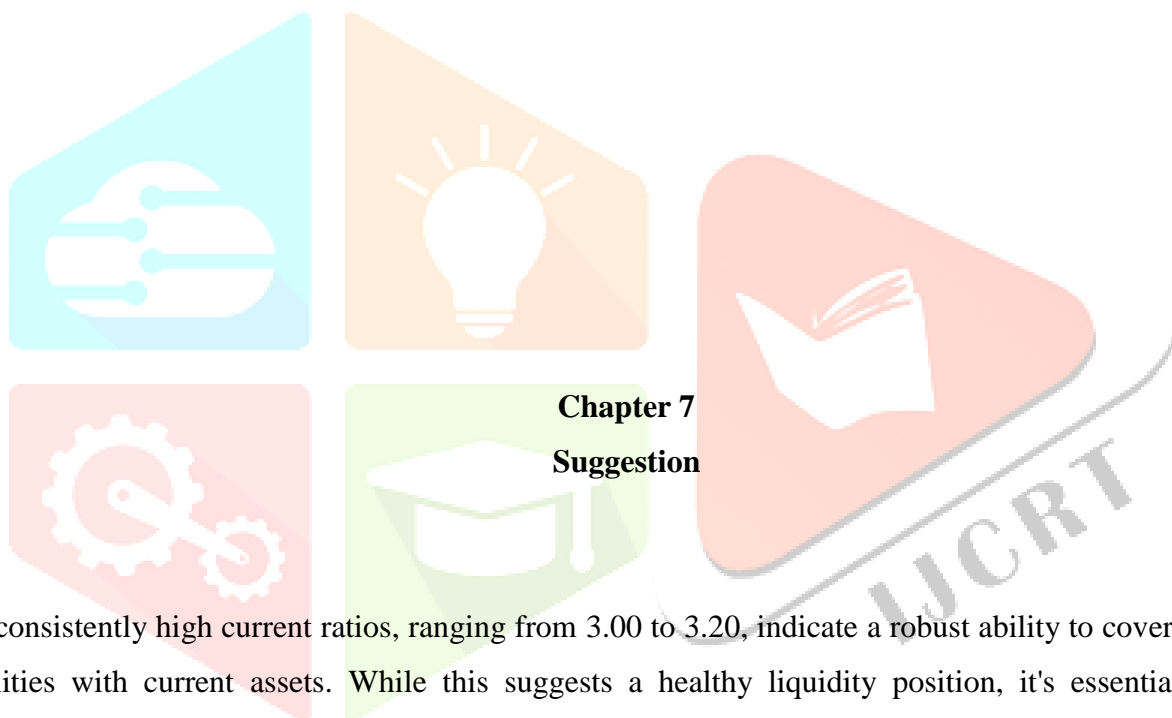 Chapter 7
Suggestion
IJCRT
consistently high current ratios, ranging from 3.00 to 3.20, indicate a robust ability to cover
ities with current assets. While this suggests a healthy liquidity position, it's essentia